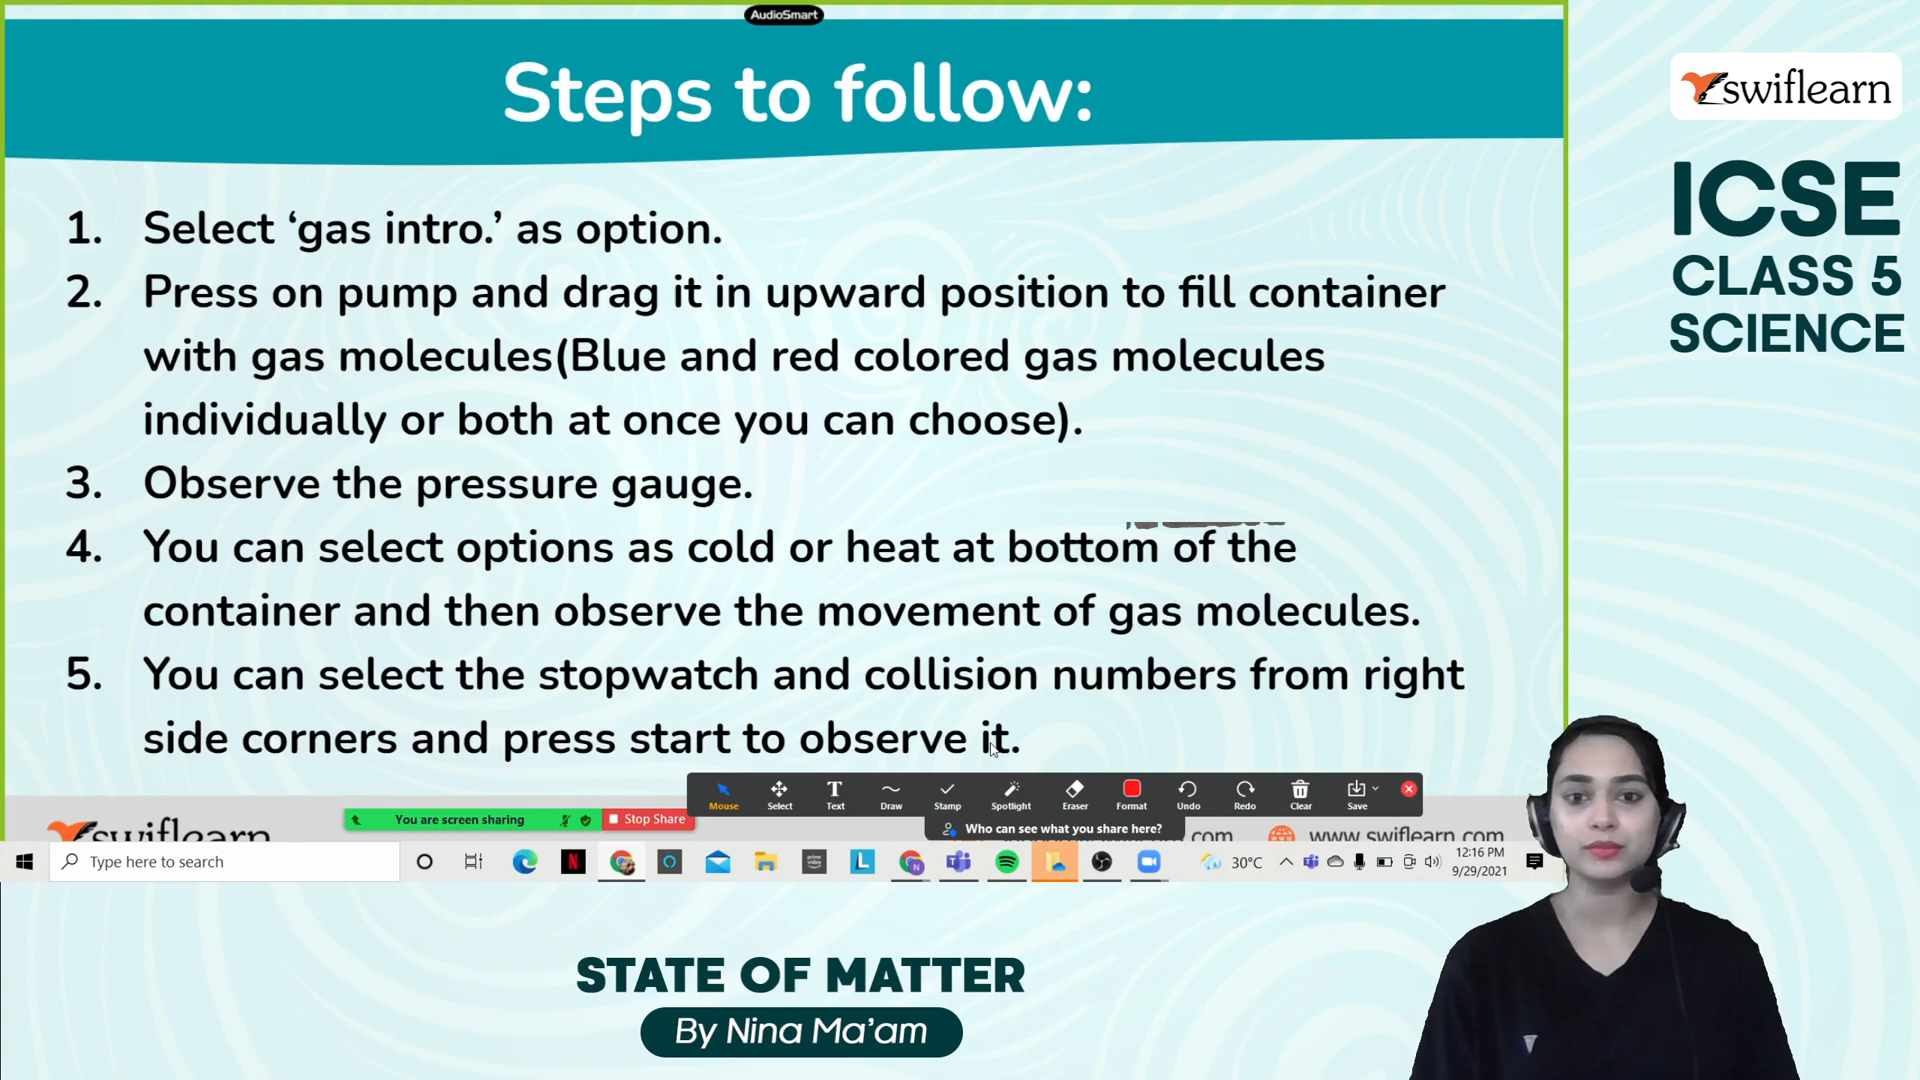 AudioSmart
Steps to follow:
1. Select ‘gas intro.’ as option.
2. Press on pump and drag it in upward position to fill container
with gas molecules(Blue and red colored gas molecules
individually or both at once you can choose).
3. Observe the pressure gauge.
4. You can select options as cold or heat at bottom of the
container and then observe the movement of gas molecules.
5. You can select the stopwatch and collision numbers from right
side corners and press start to observe it.
swiflearn
ICSE
CLASS 5
SCIENCE
Mouse Select Text Draw Stamp Spotlight Eraser Format Undo Redo Clear Save
You are screen sharing Stop Share
Who can see what you share here?
swiflearn com www.swiflearn.com
Type here to search
30°C
12:16 PM
9/29/2021
STATE OF MATTER
By Nina Ma’am